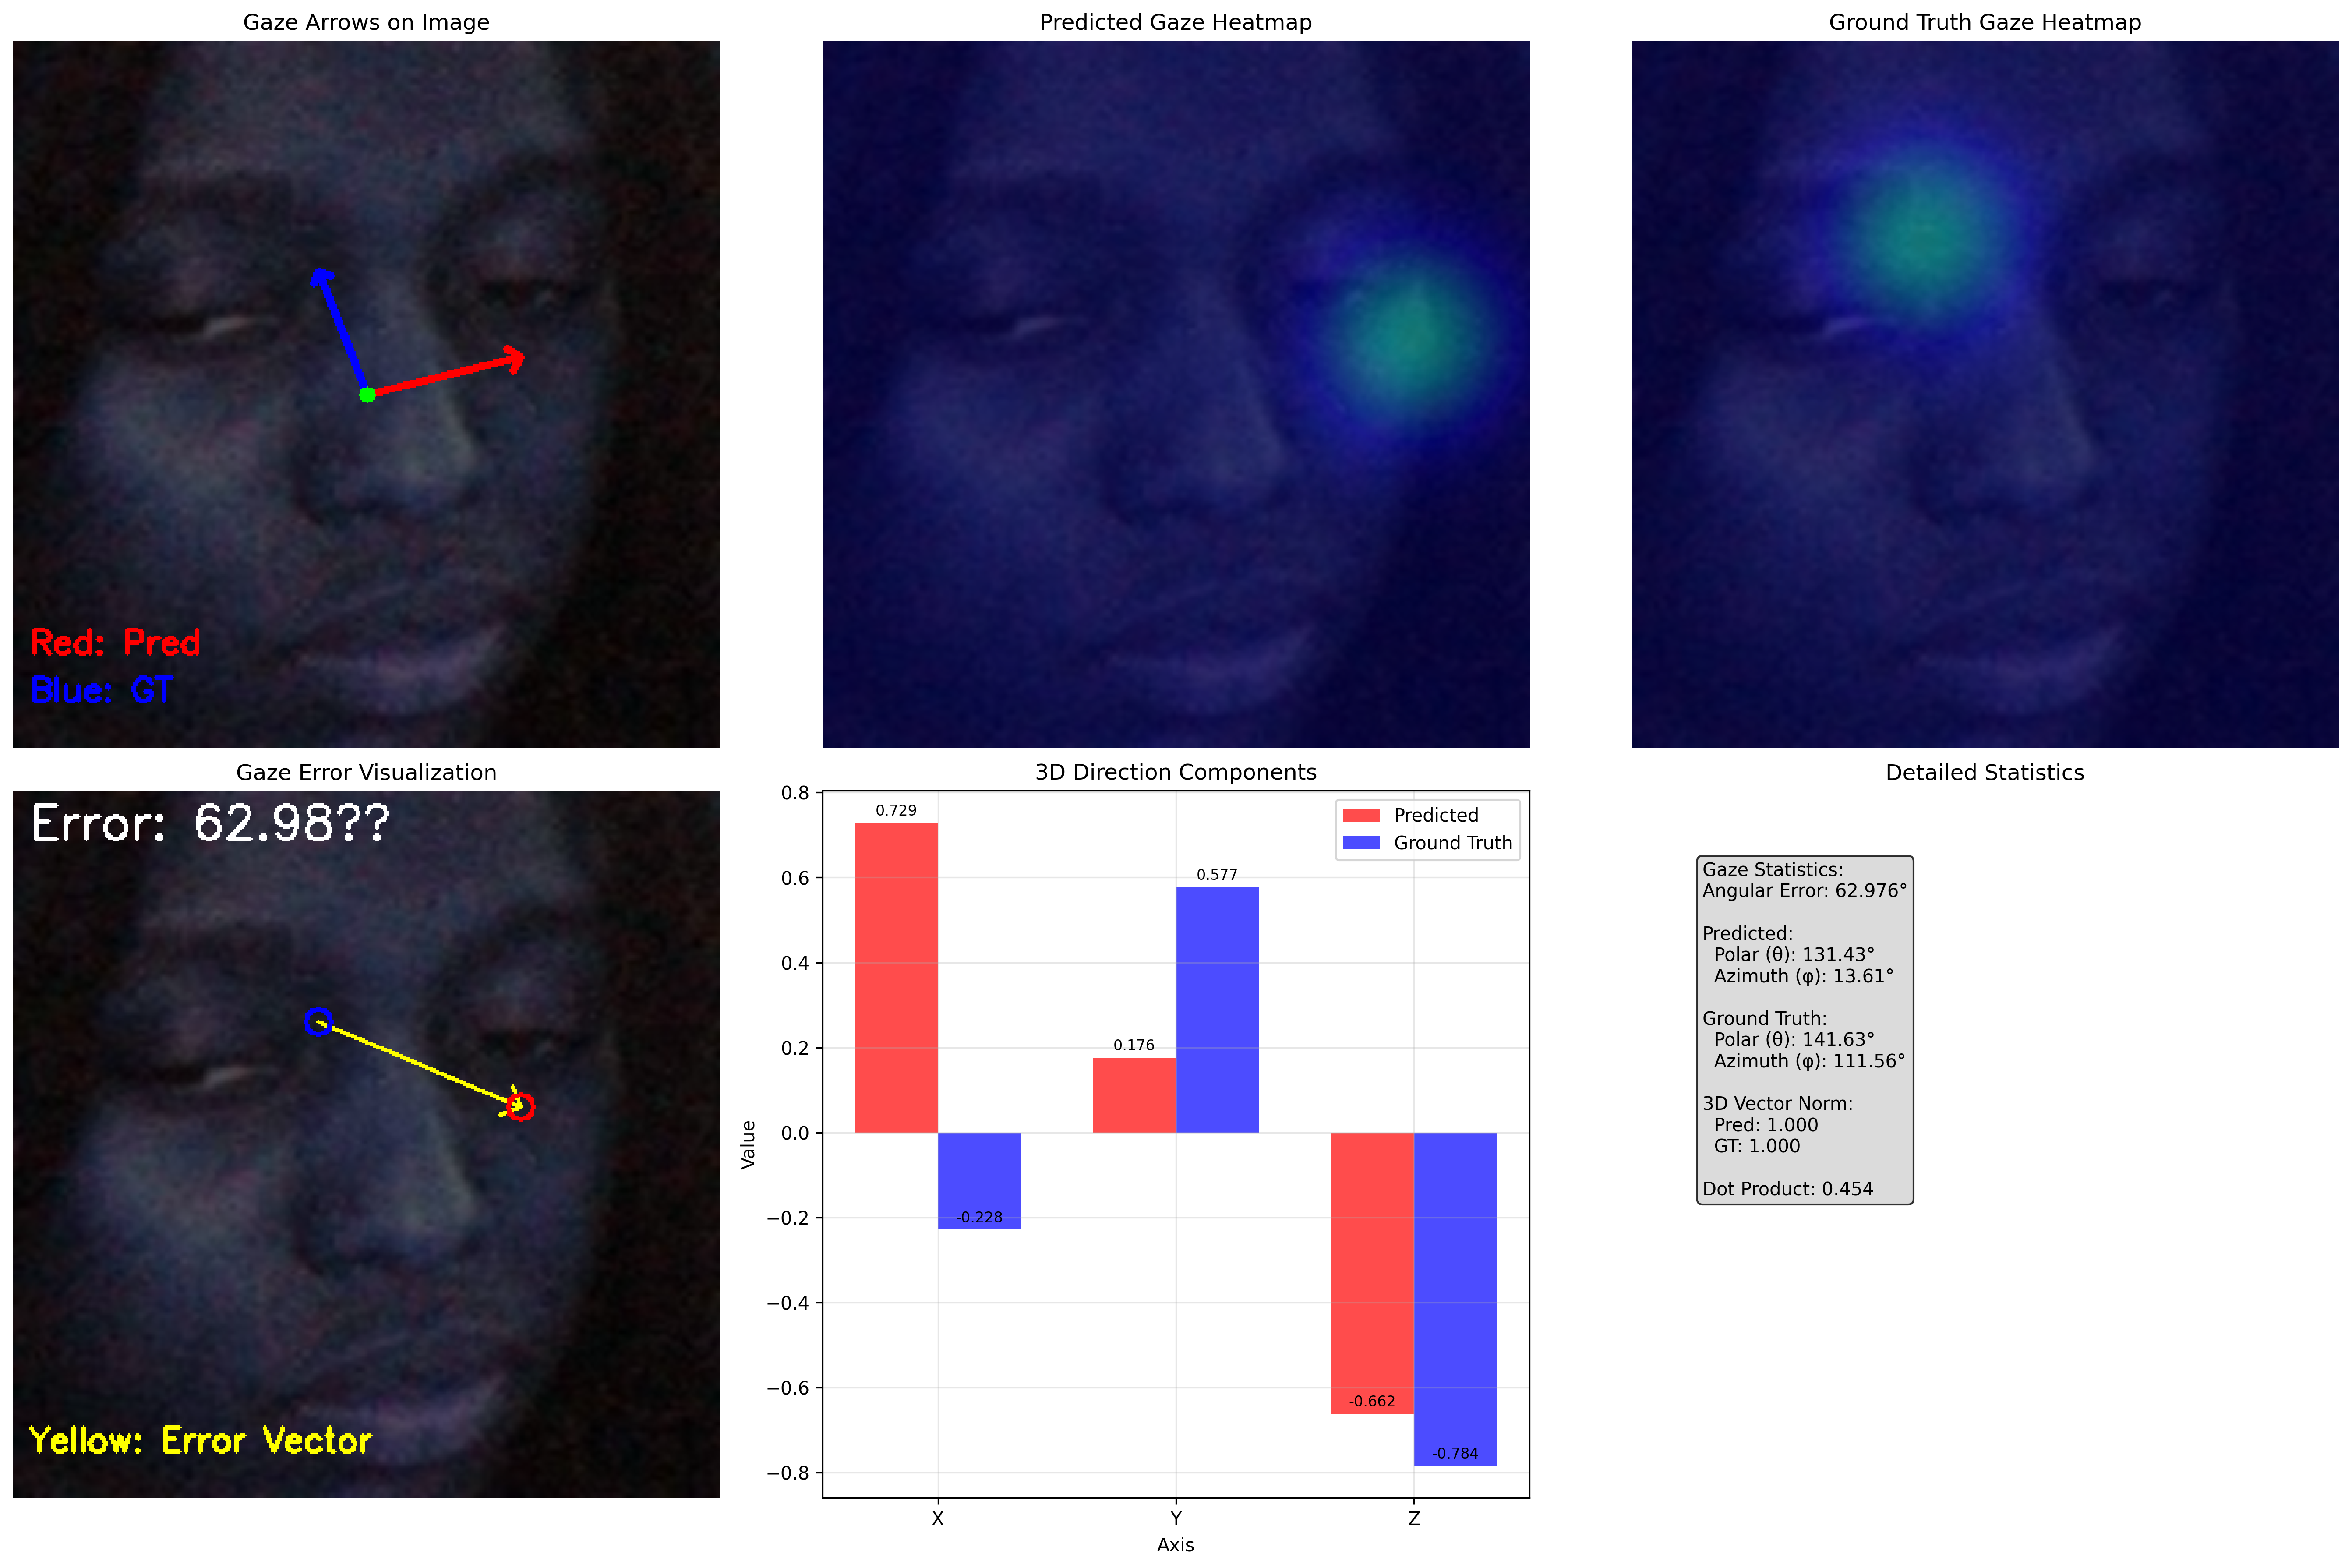 Gaze Arrows on Image
Red: Pred
Blue: GT
Predicted Gaze Heatmap
Ground Truth Gaze Heatmap
Gaze Error Visualization
Error: 62.98??
Yellow: Error Vector
3D Direction Components
0.8
0.6
0.4
0.2
0.0
−0.2
−0.4
−0.6
−0.8
Value
0.729
-0.228
0.176
0.577
-0.662
-0.784
Predicted
Ground Truth
X
Y
Z
Axis
Detailed Statistics
Gaze Statistics:
Angular Error: 62.976°
Predicted:
Polar (θ): 131.43°
Azimuth (φ): 13.61°
Ground Truth:
Polar (θ): 141.63°
Azimuth (φ): 111.56°
3D Vector Norm:
Pred: 1.000
GT: 1.000
Dot Product: 0.454